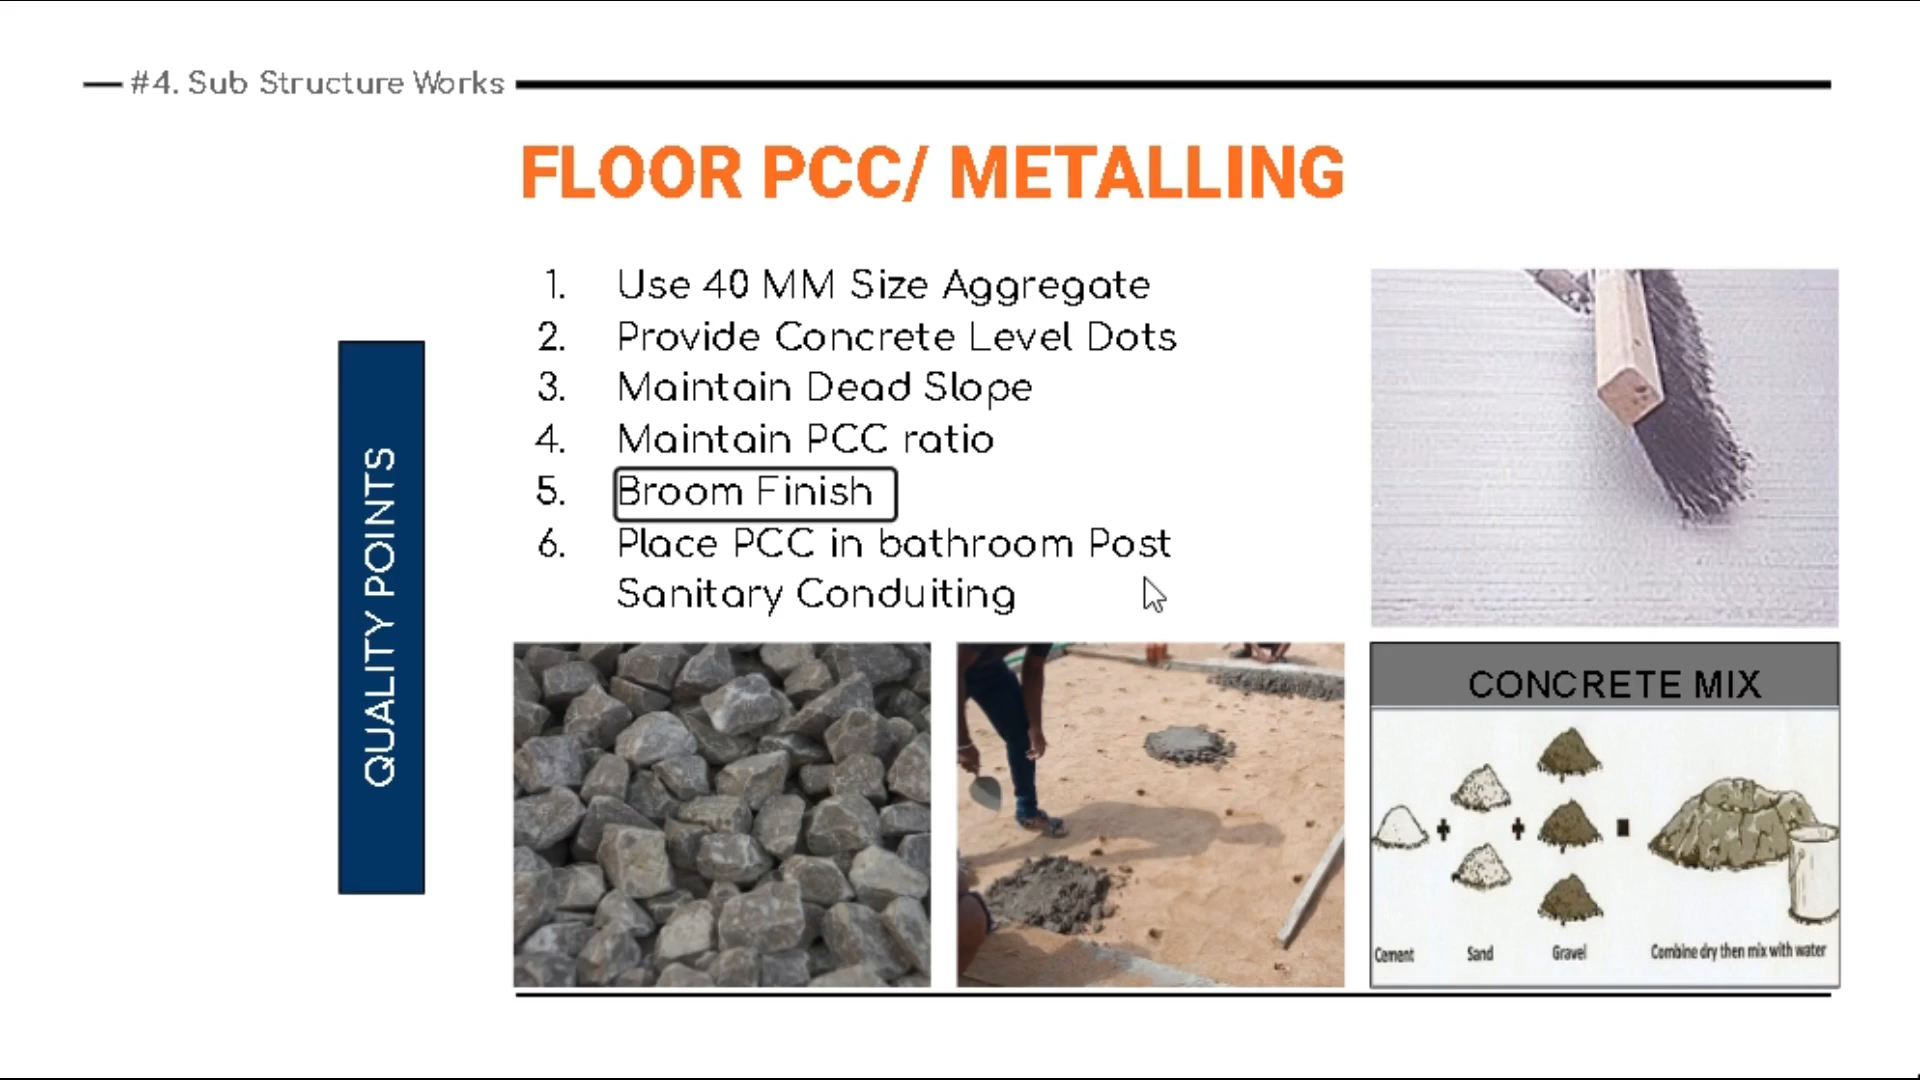 #4. Sub Structure Works
FLOOR PCC/ METALLING
QUALITY POINTS
1. Use 40 MM Size Aggregate
2. Provide Concrete Level Dots
3. Maintain Dead Slope
4. Maintain PCC ratio
5. Broom Finish
6. Place PCC in bathroom Post
Sanitary Conduiting
CONCRETE MIX
Cement Sand Gravel Combine dry then mix with water